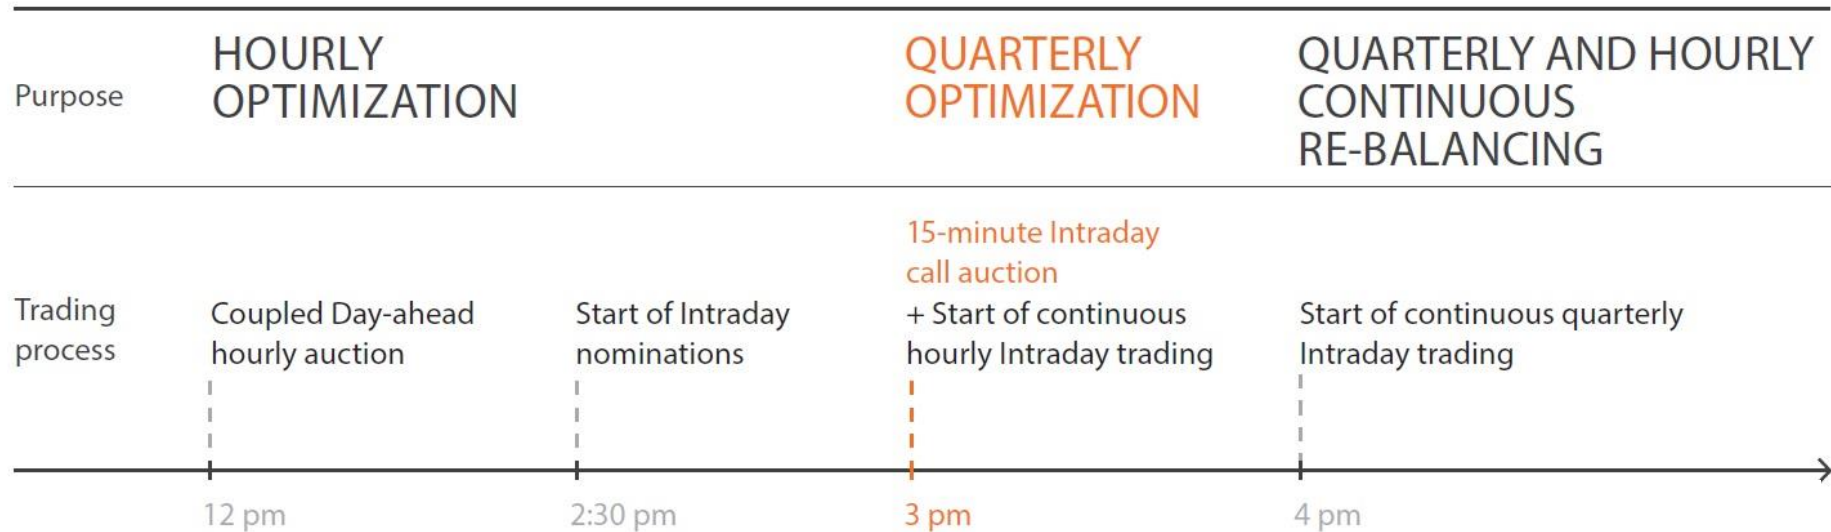 Purpose
HOURLY
OPTIMIZATION
QUARTERLY
OPTIMIZATION
QUARTERLY AND HOURLY
CONTINUOUS
RE-BALANCING
Trading
process
Coupled Day-ahead
hourly auction
Start of Intraday
nominations
15-minute Intraday
call auction
+ Start of continuous
hourly Intraday trading
Start of continuous quarterly
Intraday trading
12 pm
2:30 pm
3 pm
4 pm